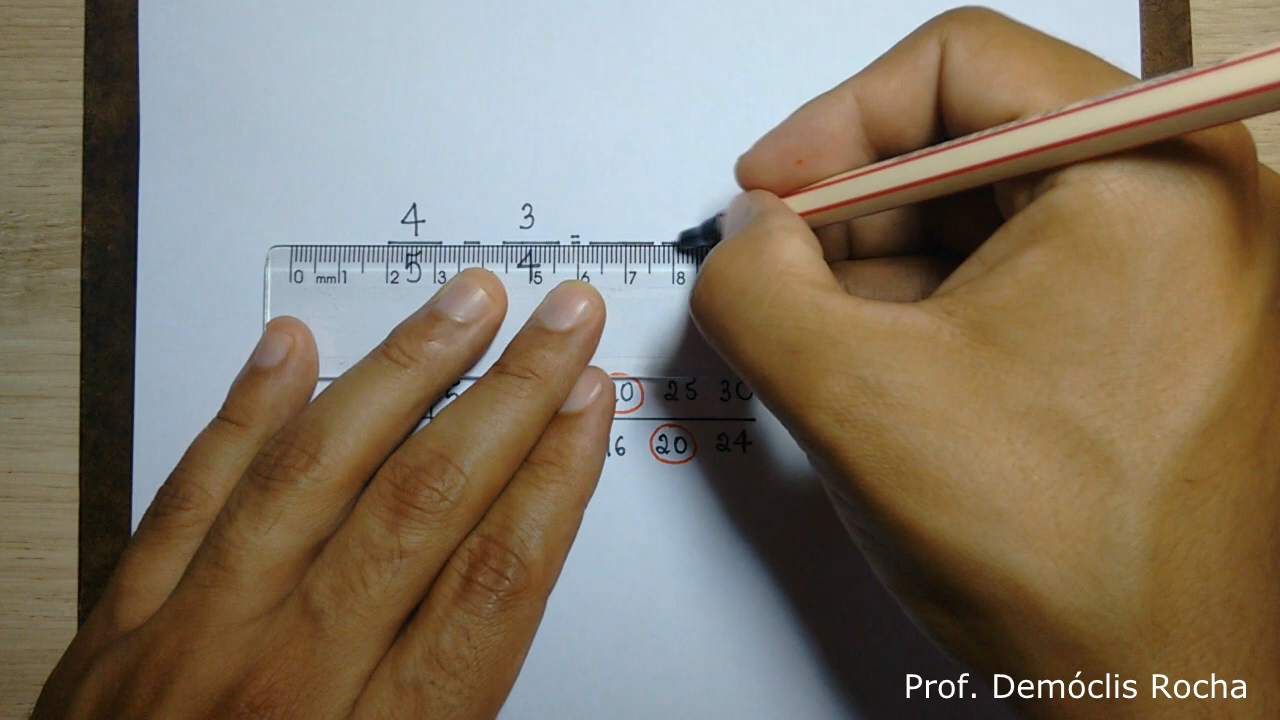 4 3
— — — = — —
5 4
0 mm 1 2 3 5 6 7 8
20 25 30
16 20 24
Prof. Demóclis Rocha